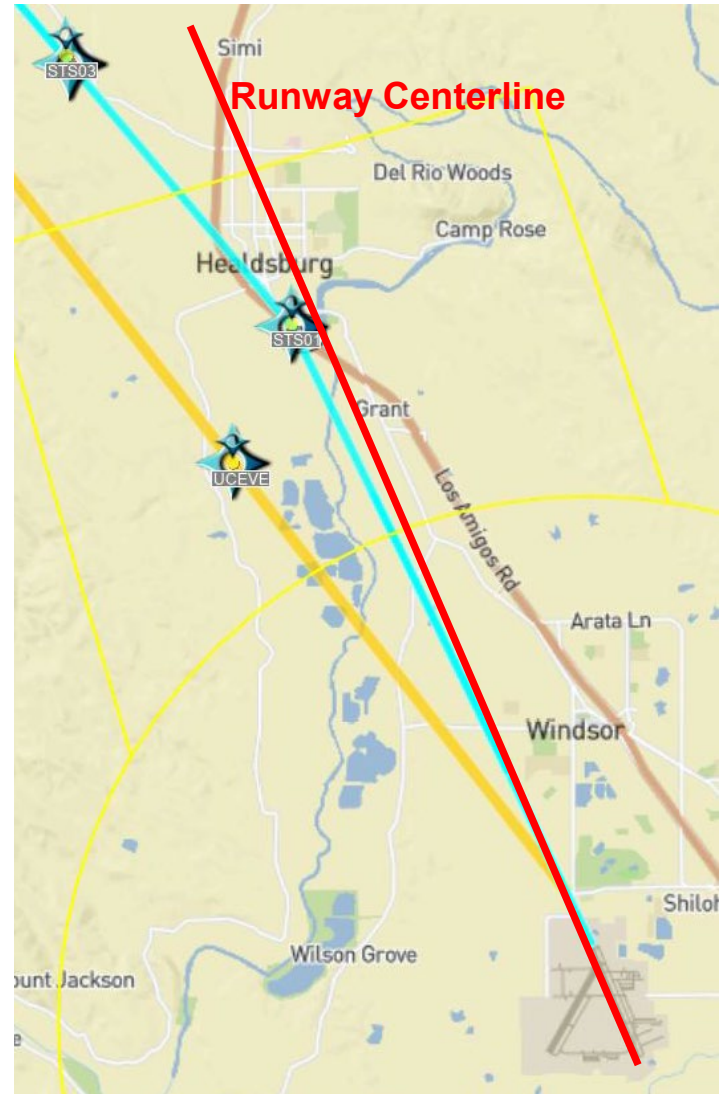 Simi
STS03
Runway Centerline
Del Rio Woods
Camp Rose
Healdsburg
STS01
Grant
UCEVE
Los Amigos Rd
Arata Ln
Windsor
Shiloh
Wilson Grove
ount Jackson
e